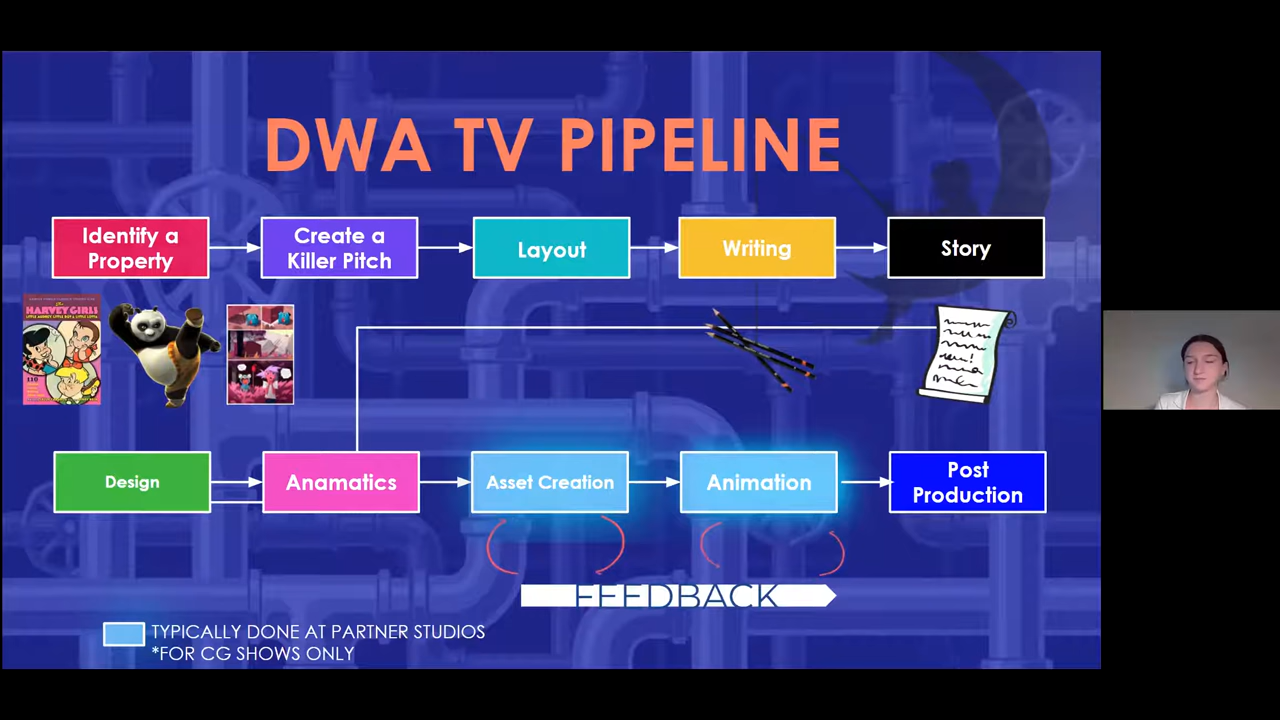 DWA TV PIPELINE
Identify a
Property
Create a
Killer Pitch
Layout
Writing
Story
HARVEY GIRLS
Design
Anamatics
Asset Creation
Animation
Post
Production
FEEDBACK
TYPICALLY DONE AT PARTNER STUDIOS
*FOR CG SHOWS ONLY